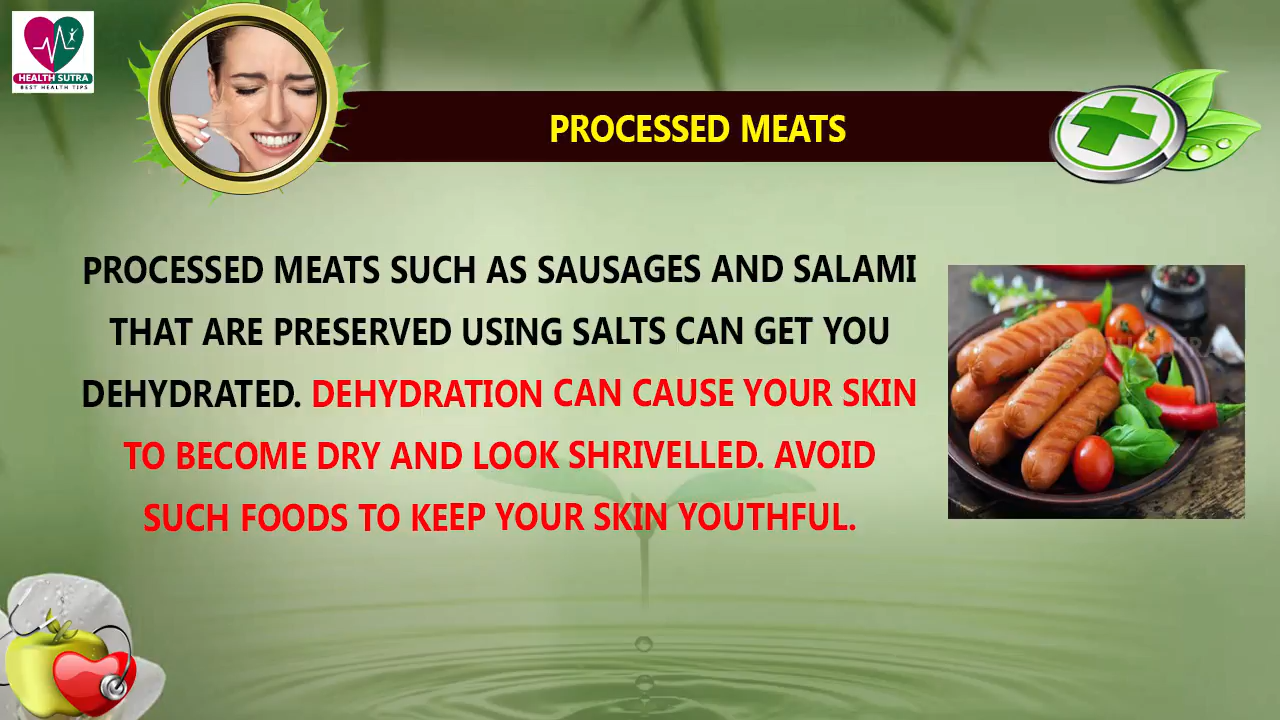 HEALTH SUTRA
BEST HEALTH TIPS
PROCESSED MEATS
PROCESSED MEATS SUCH AS SAUSAGES AND SALAMI
THAT ARE PRESERVED USING SALTS CAN GET YOU
DEHYDRATED. DEHYDRATION CAN CAUSE YOUR SKIN
TO BECOME DRY AND LOOK SHRIVELLED. AVOID
SUCH FOODS TO KEEP YOUR SKIN YOUTHFUL.
HEALTH SUTRA